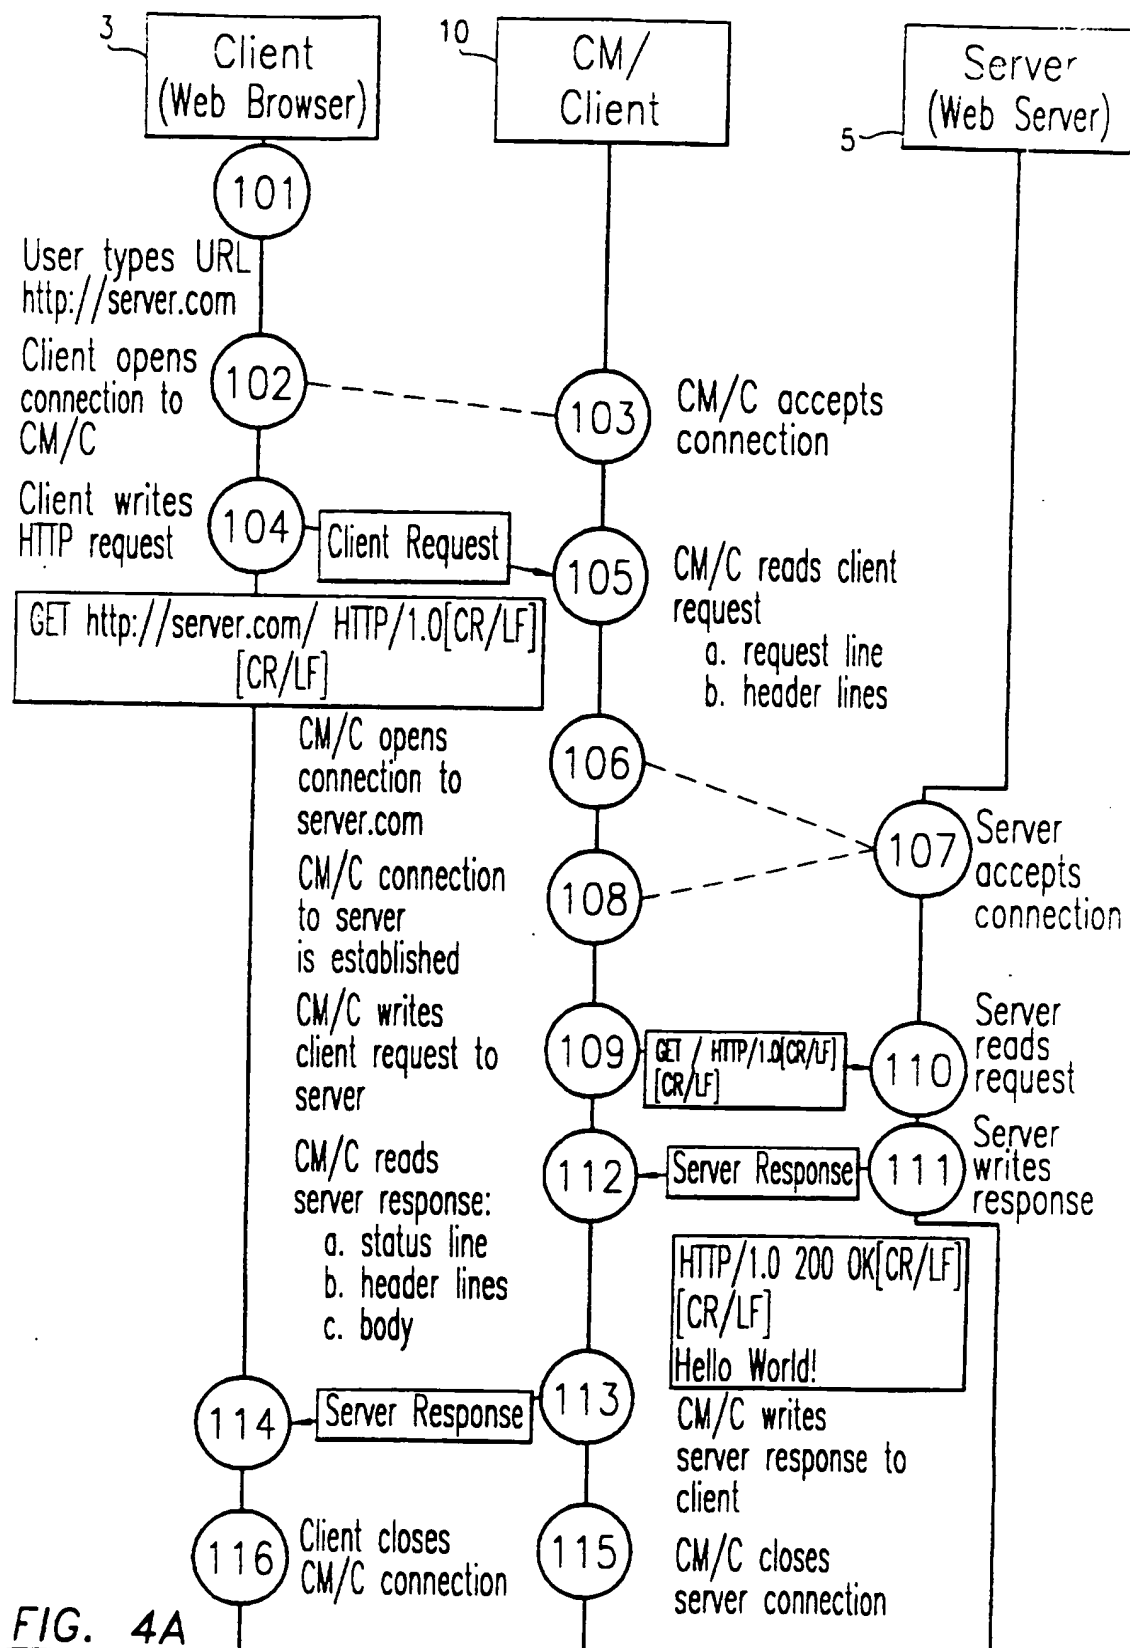 3
Client
(Web Browser)
10
CM/
Client
Server
(Web Server)
5
101
User types URL
http://server.com
Client opens
connection to
CM/C
102
103
CM/C accepts
connection
Client writes
HTTP request
104
Client Request
105
CM/C reads client
request
a. request line
b. header lines
GET http://server.com/ HTTP/1.0[CR/LF]
[CR/LF]
CM/C opens
connection to
server.com
106
107
Server
accepts
connection
CM/C connection
to server
is established
108
CM/C writes
client request to
server
109
GET / HTTP/1.0[CR/LF]
[CR/LF]
110
Server
reads
request
CM/C reads
server response:
a. status line
b. header lines
c. body
112
Server Response
111
Server
writes
response
HTTP/1.0 200 OK[CR/LF]
[CR/LF]
Hello World!
114
Server Response
113
CM/C writes
server response to
client
116
Client closes
CM/C connection
115
CM/C closes
server connection
FIG. 4A